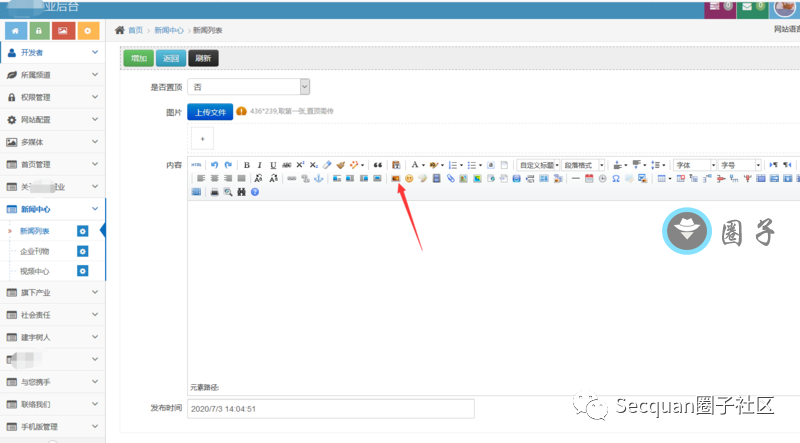 业后台
0
0
首页 > 新闻中心 > 新闻列表
网站语言
开发者
所属频道
权限管理
网站配置
多媒体
首页管理
关 业
新闻中心
新闻列表
企业刊物
视频中心
旗下产业
社会责任
建宇树人
与您携手
联络我们
手机版管理
增加 返回 刷新
是否置顶 否
图片 上传文件 436*239,取第一张,置顶需传
+
内容
HTML B I U ABC X² X₂ 自定义标题 段落格式 字体 字号
元素路径:
发布时间 2020/7/3 14:04:51
圈子
Secquan圈子社区